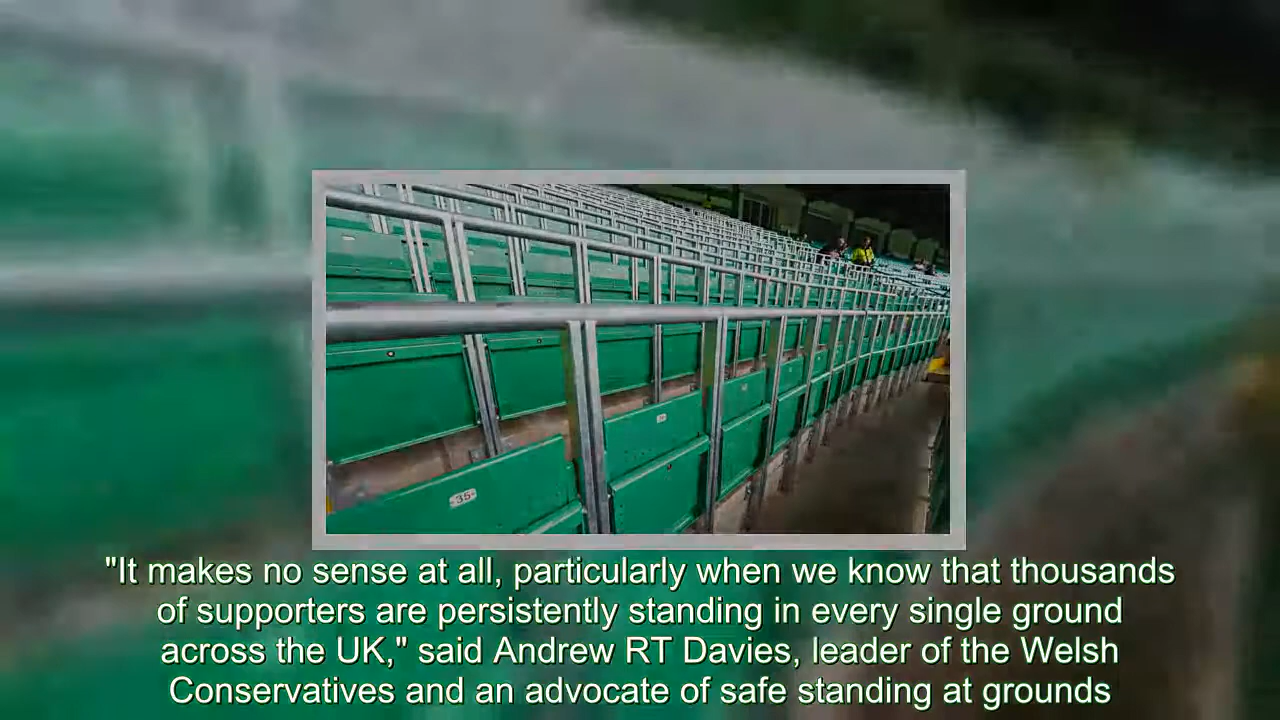 -35-
"It makes no sense at all, particularly when we know that thousands
of supporters are persistently standing in every single ground
across the UK," said Andrew RT Davies, leader of the Welsh
Conservatives and an advocate of safe standing at grounds